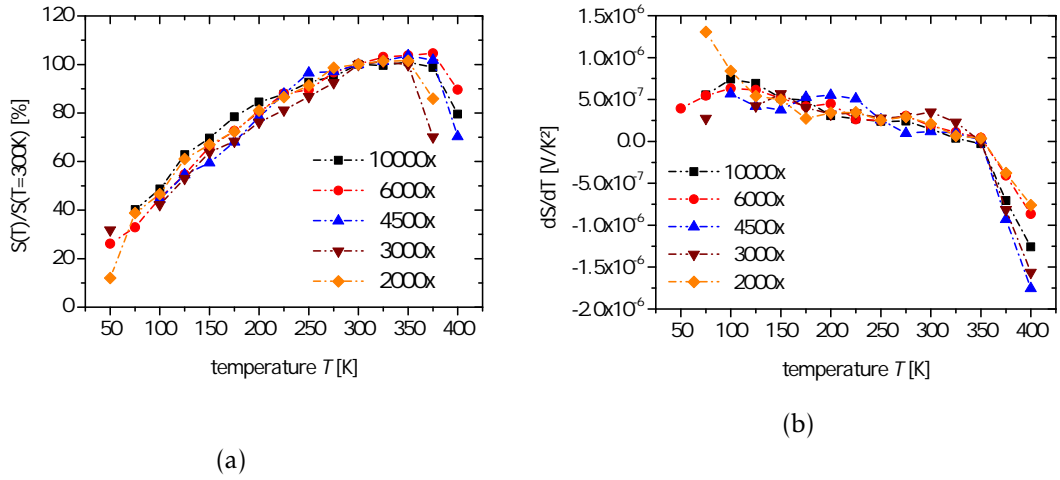 120
100
80
60
40
20
0
S(T)/S(T=300K) [%]
10000x
6000x
4500x
3000x
2000x
50 100 150 200 250 300 350 400
temperature T [K]
(a)
1.5x10⁻⁶
1.0x10⁻⁶
5.0x10⁻⁷
0.0
-5.0x10⁻⁷
-1.0x10⁻⁶
-1.5x10⁻⁶
-2.0x10⁻⁶
dS/dT [V/K²]
10000x
6000x
4500x
3000x
2000x
50 100 150 200 250 300 350 400
temperature T [K]
(b)